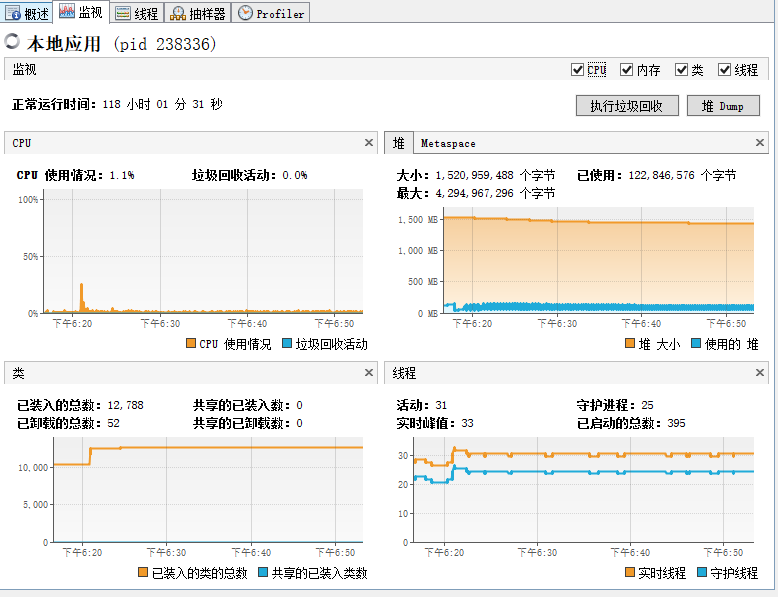 概述 监视 线程 抽样器 Profiler
本地应用 (pid 238336)
监视 CPU 内存 类 线程
正常运行时间: 118 小时 01 分 31 秒 执行垃圾回收 堆 Dump
CPU
CPU 使用情况: 1.1% 垃圾回收活动: 0.0%
100%
50%
0%
下午6:20 下午6:30 下午6:40 下午6:50
CPU 使用情况 垃圾回收活动
堆 Metaspace
大小: 1,520,959,488 个字节 已使用: 122,846,576 个字节
最大: 4,294,967,296 个字节
1,500 MB
1,000 MB
500 MB
0 MB
下午6:20 下午6:30 下午6:40 下午6:50
堆 大小 使用的 堆
类
已装入的总数: 12,788 共享的已装入数: 0
已卸载的总数: 52 共享的已卸载数: 0
10,000
5,000
0
下午6:20 下午6:30 下午6:40 下午6:50
已装入的类的总数 共享的已装入类数
线程
活动: 31 守护进程: 25
实时峰值: 33 已启动的总数: 395
30
20
10
0
下午6:20 下午6:30 下午6:40 下午6:50
实时线程 守护线程